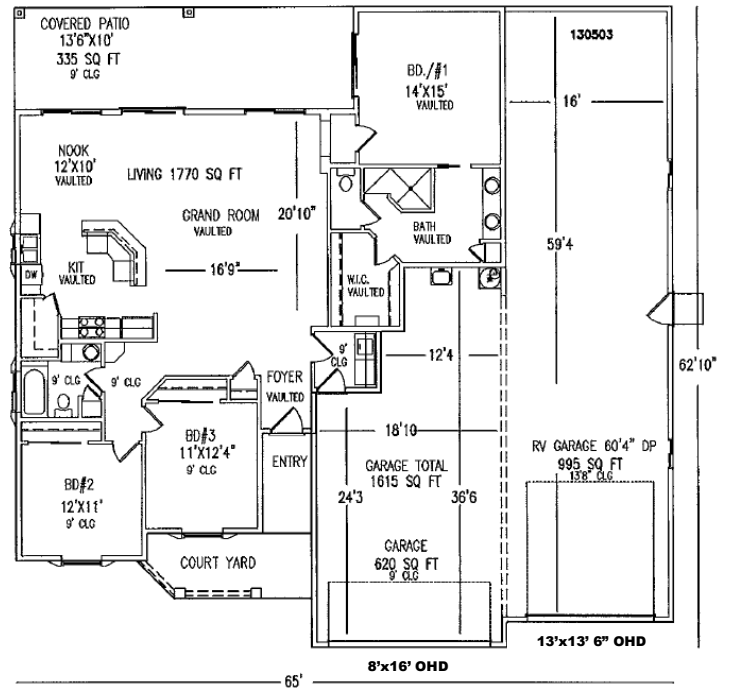 COVERED PATIO
13'6"X10'
335 SQ FT
9' CLG
BD./#1
14'X15'
VAULTED
130503
16'
NOOK
12'X10'
VAULTED
LIVING 1770 SQ FT
GRAND ROOM
VAULTED
20'10"
BATH
VAULTED
59'4
KIT
VAULTED
DW
16'9"
W.I.C.
VAULTED
9'
CLG
12'4
62'10"
9' CLG
9' CLG
FOYER
VAULTED
BD#3
11'X12'4"
9' CLG
ENTRY
18'10
GARAGE TOTAL
1615 SQ FT
RV GARAGE 60'4" DP
995 SQ FT
13'8" CLG
BD#2
12'X11'
9' CLG
24'3
36'6
GARAGE
620 SQ FT
9' CLG
COURT YARD
13'x13' 6" OHD
8'x16' OHD
65'